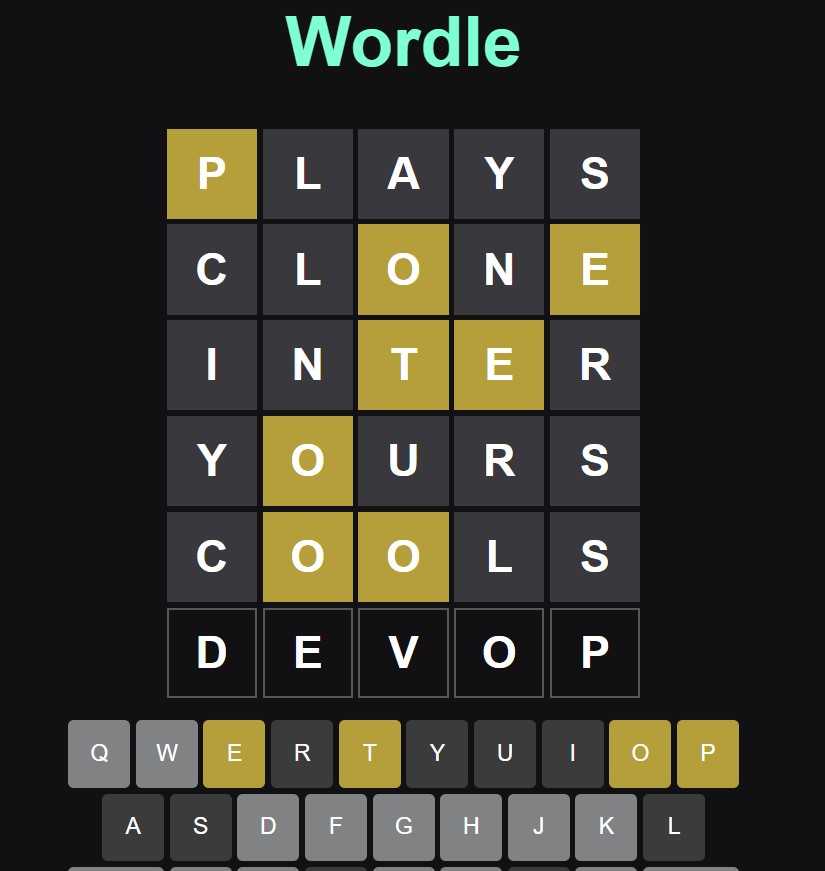 Wordle
P L A Y S
C L O N E
I N T E R
Y O U R S
C O O L S
D E V O P
Q W E R T Y U I O P
A S D F G H J K L